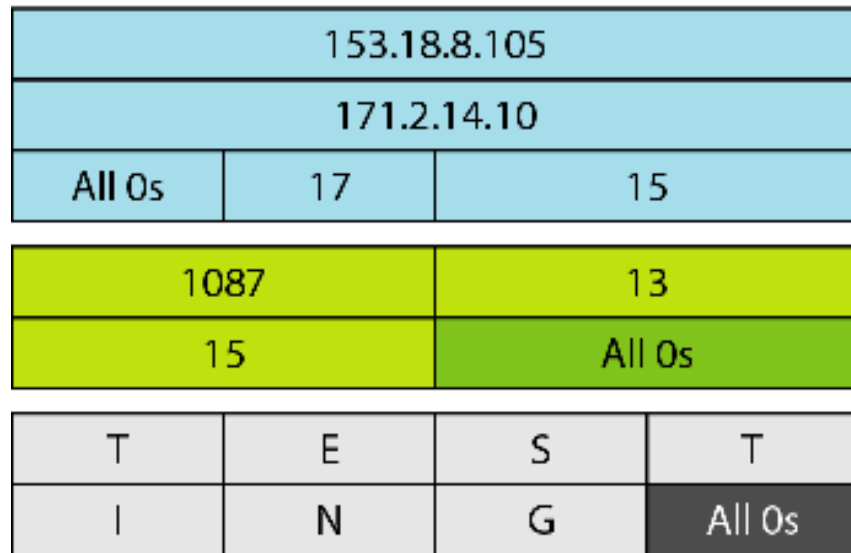 153.18.8.105
171.2.14.10
All 0s 17 15
1087 13
15 All 0s
T E S T
I N G All 0s